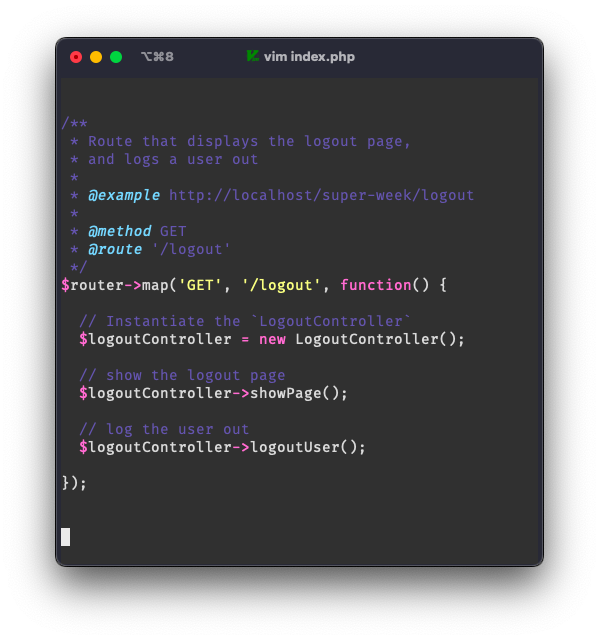 ⌥⌘8 vim index.php
/**
 * Route that displays the logout page,
 * and logs a user out
 *
 * @example http://localhost/super-week/logout
 *
 * @method GET
 * @route '/logout'
 */
$router->map('GET', '/logout', function() {
  // Instantiate the `LogoutController`
  $logoutController = new LogoutController();
  // show the logout page
  $logoutController->showPage();
  // log the user out
  $logoutController->logoutUser();
});